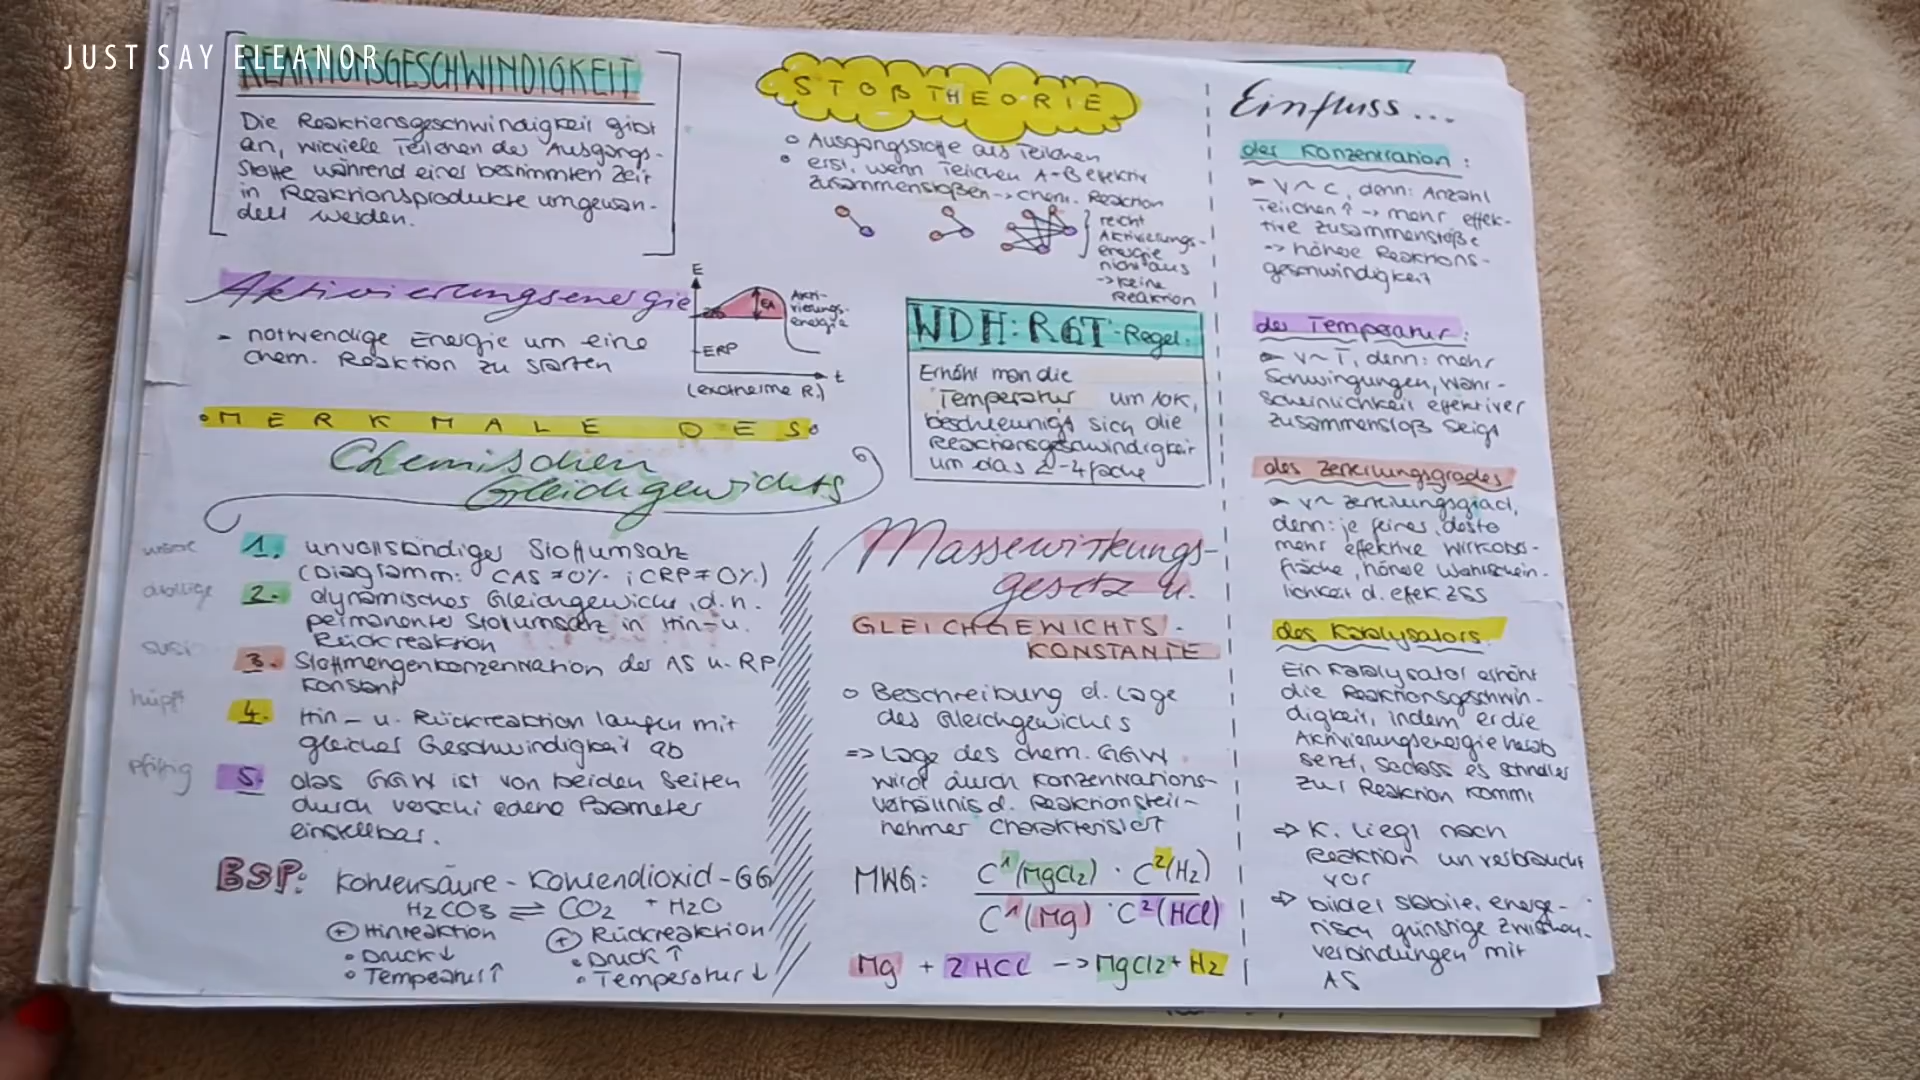 JUST SAY ELEANOR
REAKTIONSGESCHWINDIGKEIT
Die Reaktionsgeschwindigkeit gibt
an, wieviele Teilchen der Ausgangs-
stoffe während einer bestimmten Zeit
in Reaktionsprodukte umgewan-
delt werden.
Aktivierungsenergie
- notwendige Energie um eine
chem. Reaktion zu starten
E
EA
Akti-
vierungs-
energie
ERP
t
(exotherme R.)
STOßTHEORIE
○ Ausgangsstoffe aus Teilchen
○ erst, wenn Teilchen A-B effektiv
zusammenstoßen -> chem. Reaktion
reicht
Aktivierungs-
energie
nicht aus
-> keine
Reaktion
WDH: RGT-Regel.
Erhöht man die
Temperatur um 10K,
beschleunigt sich die
Reaktionsgeschwindigkeit
um das 2-4fache
MERKMALE DES
Chemischen
Gleichgewichts
1. unvollständiger Stoffumsatz
(Diagramm: CAS ≠ 0% ; CRP ≠ 0%)
drollige
2. dynamisches Gleichgewicht, d.h.
permanenter Stoffumsatz in Hin- u.
Rückreaktion
susi
3. Stoffmengenkonzentration der AS u. RP
konstant
hüpft
4. Hin- u. Rückreaktion laufen mit
gleicher Geschwindigkeit ab
pfiffig
5. das GGW ist von beiden Seiten
durch verschiedene Parameter
einstellbar.
BSP: Kohlensäure-Kohlendioxid-GG
H2CO3 ⇌ CO2 + H2O
⊕ Hinreaktion
• Druck ↓
• Temperatur ↑
⊕ Rückreaktion
• Druck ↑
• Temperatur ↓
Massewirkungs-
gesetz u.
GLEICHGEWICHTS-
KONSTANTE
○ Beschreibung d. Lage
des Gleichgewichts
=> Lage des chem. GGW
wird durch Konzentrations-
verhältnis d. Reaktionsteil-
nehmer charakterisiert
MWG: C¹(MgCl2) · C²(H2)
C¹(Mg) · C²(HCl)
Mg + 2HCl -> MgCl2 + H2
Einfluss ...
der Konzentration:
v ~ c, denn: Anzahl
Teilchen ↑ -> mehr effek-
tive Zusammenstöße
-> höhere Reaktions-
geschwindigkeit
der Temperatur:
v ~ T, denn: mehr
Schwingungen, Wahr-
scheinlichkeit effektiver
Zusammenstoß steigt
des Zerteilungsgrades
v ~ Zerteilungsgrad,
denn: je feiner, desto
mehr effektive Wirkober-
fläche, höhere Wahrschein-
lichkeit d. effek. ZSS
des Katalysators
Ein Katalysator erhöht
die Reaktionsgeschwin-
digkeit, indem er die
Aktivierungsenergie herab
setzt, sodass es schneller
zur Reaktion kommt
=> K. liegt nach
Reaktion unverbraucht
vor
=> bildet stabile, energe-
tisch günstige Zwischen-
verbindungen mit
AS